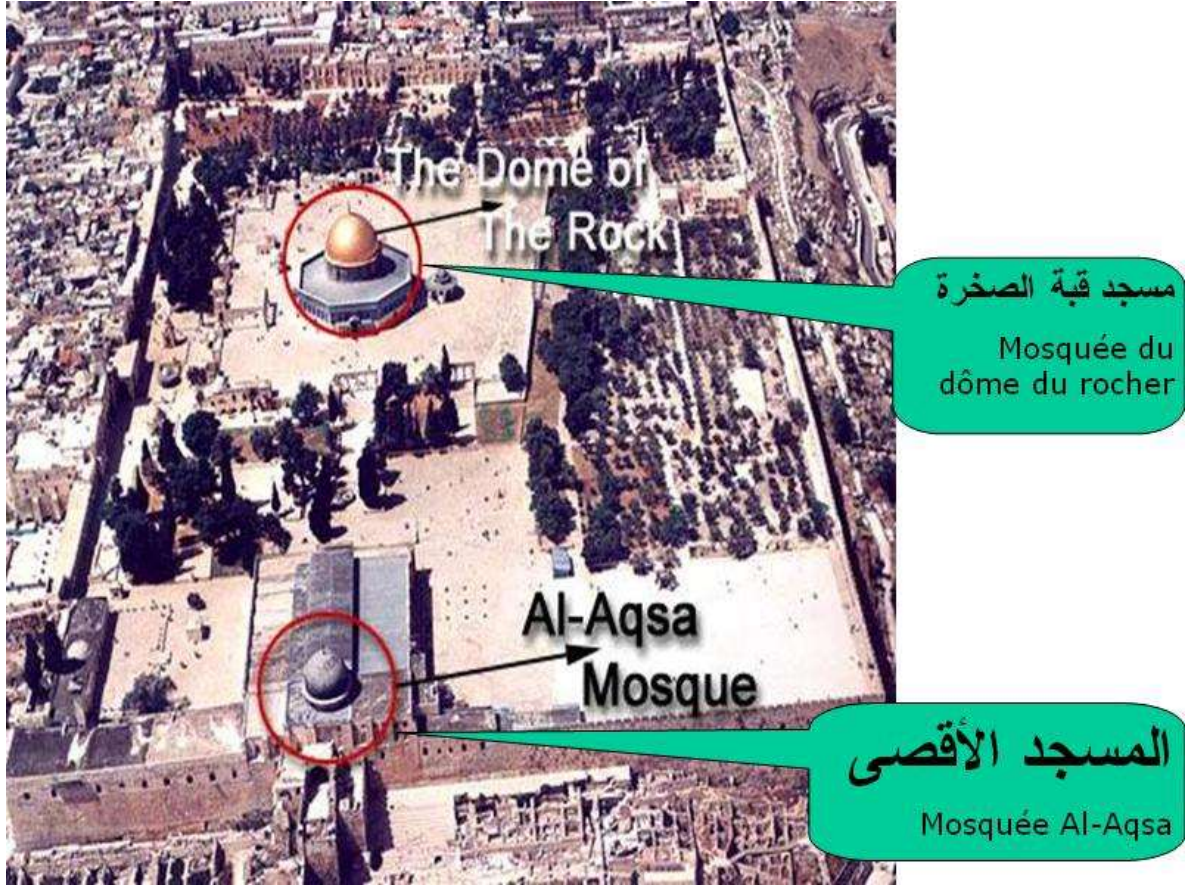 The Dome of
The Rock
مسجد قبة الصخرة
Mosquée du
dôme du rocher
Al-Aqsa
Mosque
المسجد الأقصى
Mosquée Al-Aqsa